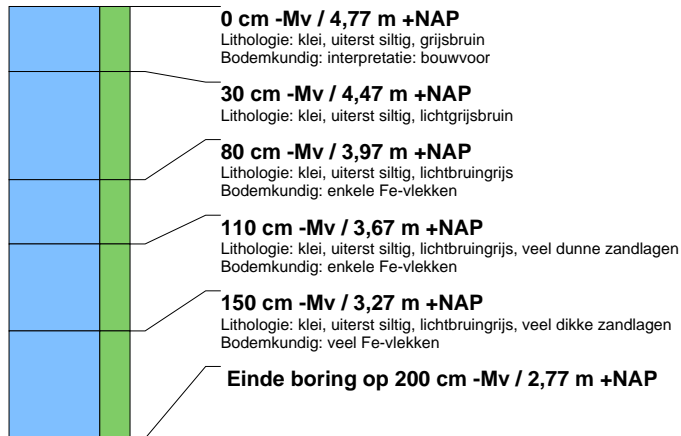 0 cm -Mv / 4,77 m +NAP
Lithologie: klei, uiterst siltig, grijsbruin
Bodemkundig: interpretatie: bouwvoor
30 cm -Mv / 4,47 m +NAP
Lithologie: klei, uiterst siltig, lichtgrijsbruin
80 cm -Mv / 3,97 m +NAP
Lithologie: klei, uiterst siltig, lichtbruingrijs
Bodemkundig: enkele Fe-vlekken
110 cm -Mv / 3,67 m +NAP
Lithologie: klei, uiterst siltig, lichtbruingrijs, veel dunne zandlagen
Bodemkundig: enkele Fe-vlekken
150 cm -Mv / 3,27 m +NAP
Lithologie: klei, uiterst siltig, lichtbruingrijs, veel dikke zandlagen
Bodemkundig: veel Fe-vlekken
Einde boring op 200 cm -Mv / 2,77 m +NAP